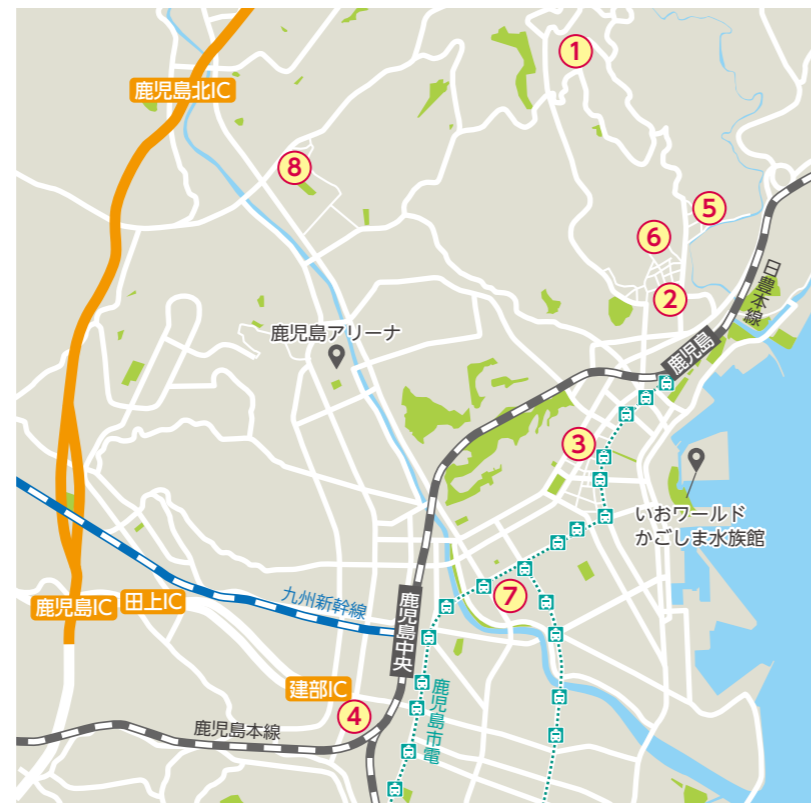 鹿児島北IC
①
⑧
⑤
⑥
②
日豊本線
鹿児島アリーナ
鹿児島
③
いおワールド
かごしま水族館
鹿児島IC
田上IC
九州新幹線
鹿児島中央
⑦
建部IC
④
鹿児島本線
鹿児島市電